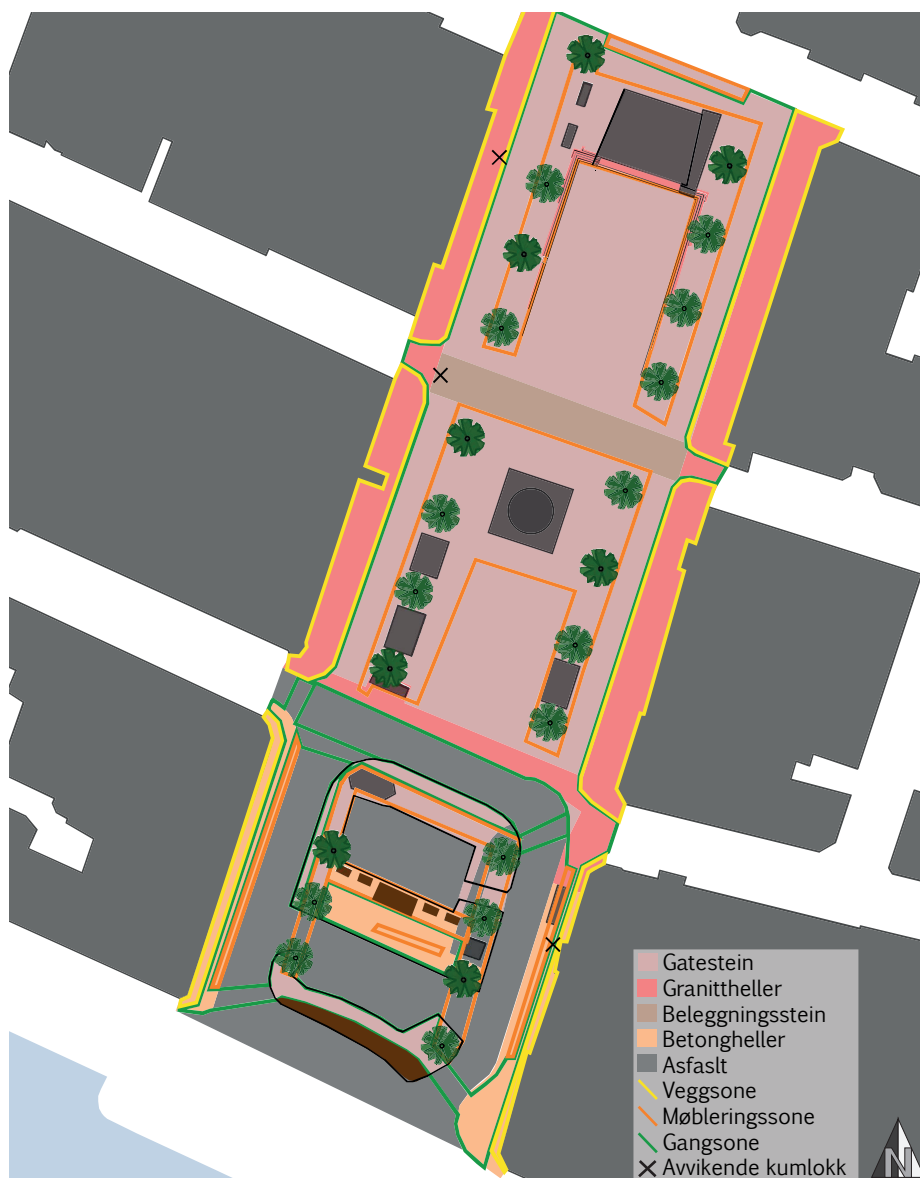 Gatestein
Granittheller
Beleggningsstein
Betongheller
Asfaslt
Veggsone
Møbleringssone
Gangsone
Avvikende kumlokk
N